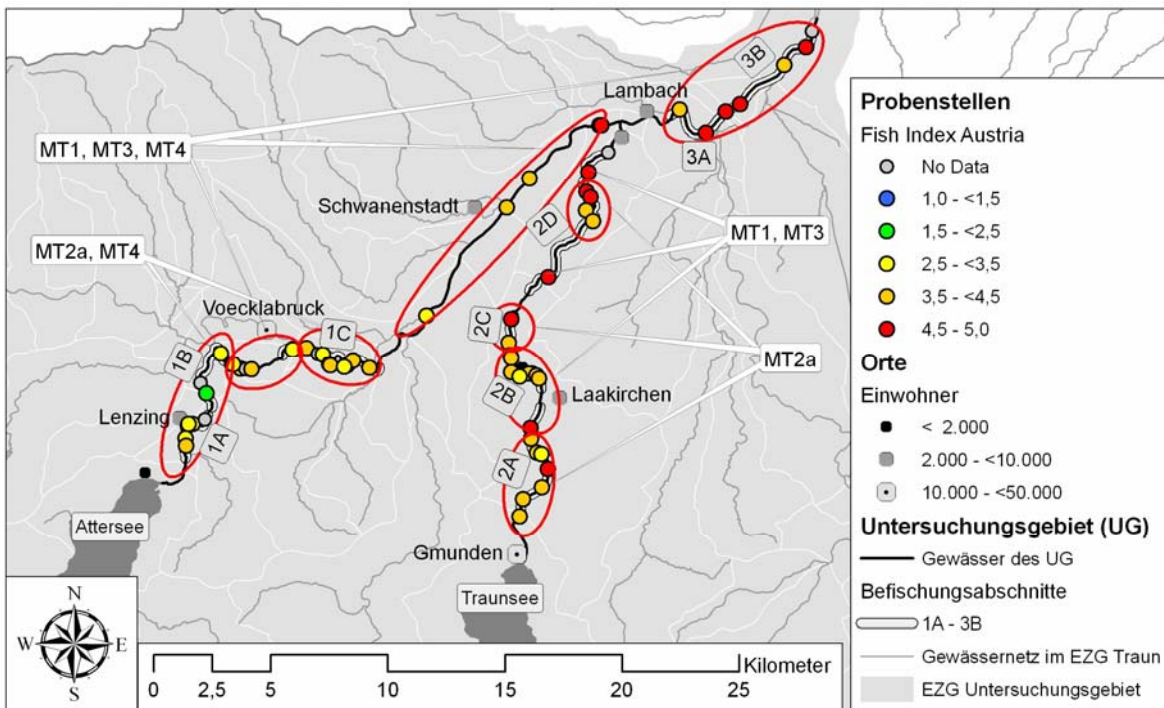 3B
Lambach
MT1, MT3, MT4
3A
Schwanenstadt
2D
MT1, MT3
MT2a, MT4
Voecklabruck
1C
2C
MT2a
1B
Lenzing
2B
Laakirchen
1A
2A
Attersee
Gmunden
Traunsee
N
W
E
S
Kilometer
0 2,5 5 10 15 20 25
Probenstellen
Fish Index Austria
No Data
1,0 - <1,5
1,5 - <2,5
2,5 - <3,5
3,5 - <4,5
4,5 - 5,0
Orte
Einwohner
< 2.000
2.000 - <10.000
10.000 - <50.000
Untersuchungsgebiet (UG)
Gewässer des UG
Befischungsabschnitte
1A - 3B
Gewässernetz im EZG Traun
EZG Untersuchungsgebiet